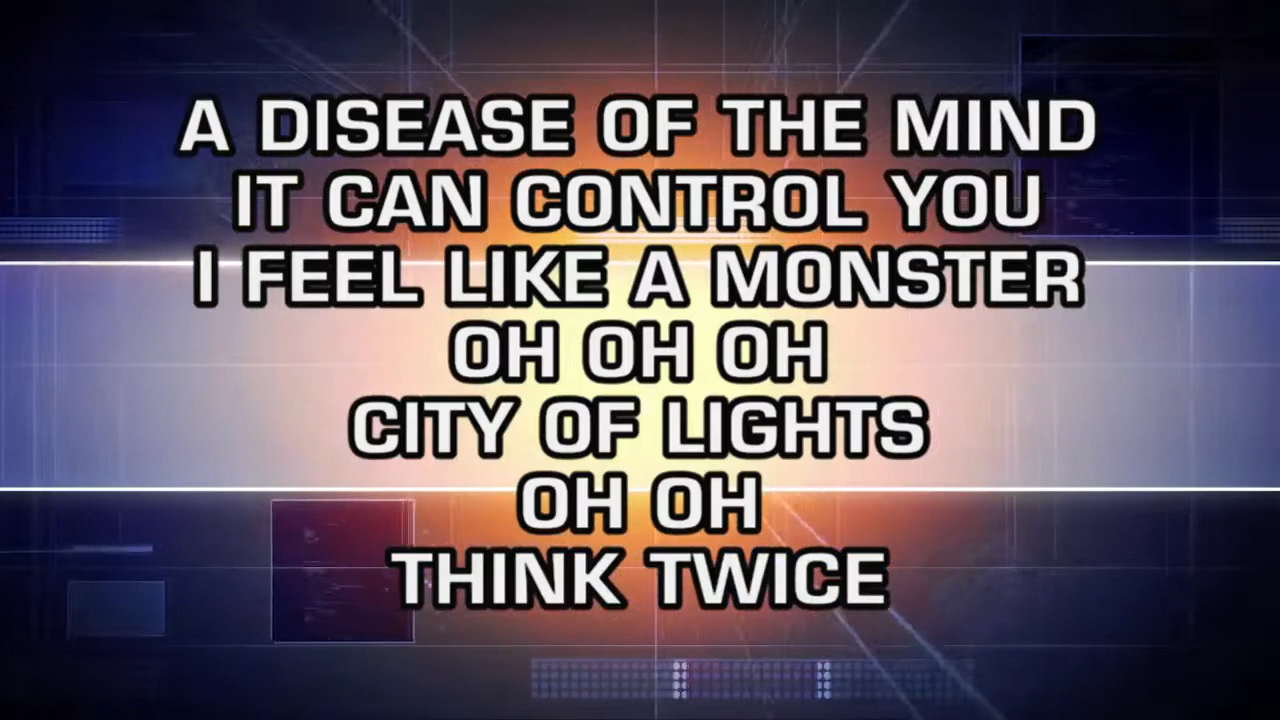 A DISEASE OF THE MIND
IT CAN CONTROL YOU
I FEEL LIKE A MONSTER
OH OH OH
CITY OF LIGHTS
OH OH
THINK TWICE